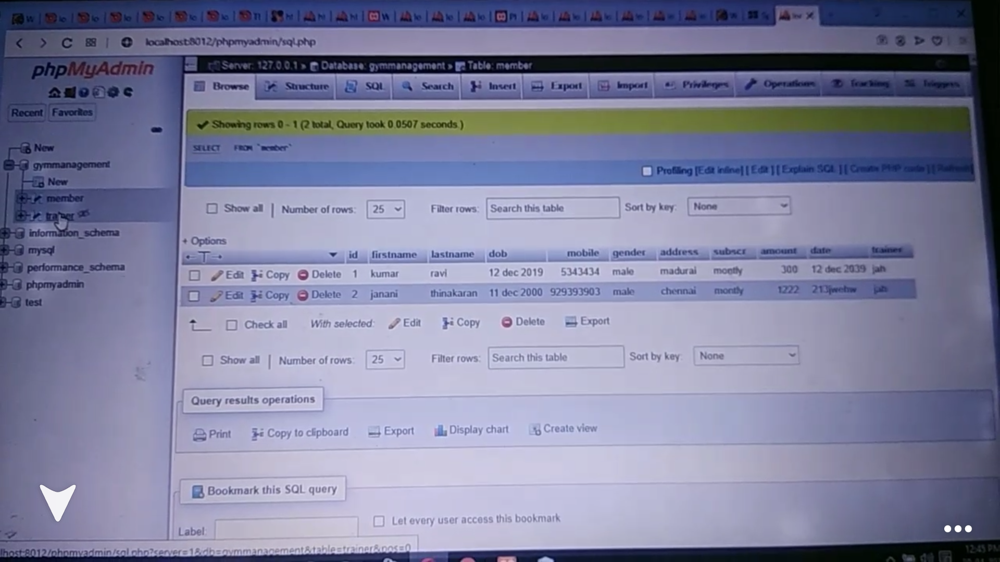 localhost:8012/phpmyadmin/sql.php
phpMyAdmin
Recent Favorites
New
gymmanagement
New
member
trainer
information_schema
mysql
performance_schema
phpmyadmin
test
Server: 127.0.0.1 » Database: gymmanagement » Table: member
Browse Structure SQL Search Insert Export Import Privileges Operations Tracking Triggers
Showing rows 0 - 1 (2 total, Query took 0.0507 seconds.)
SELECT FROM `member`
Profiling [Edit inline] [ Edit ] [ Explain SQL ] [ Create PHP code ] [ Refresh]
Show all | Number of rows: 25 Filter rows: Search this table Sort by key: None
+ Options
←T→ id firstname lastname dob mobile gender address subscr amount date trainer
Edit Copy Delete 1 kumar ravi 12 dec 2019 5343434 male madurai montly 300 12 dec 2039 jah
Edit Copy Delete 2 janani thinakaran 11 dec 2000 929393903 male chennai montly 1222 213jwehw jah
Check all With selected: Edit Copy Delete Export
Show all | Number of rows: 25 Filter rows: Search this table Sort by key: None
Query results operations
Print Copy to clipboard Export Display chart Create view
Bookmark this SQL query
Label: Let every user access this bookmark
lhost:8012/phpmyadmin/sql.php?server=1&db=gymmanagement&table=trainer&pos=0
12:45 PM